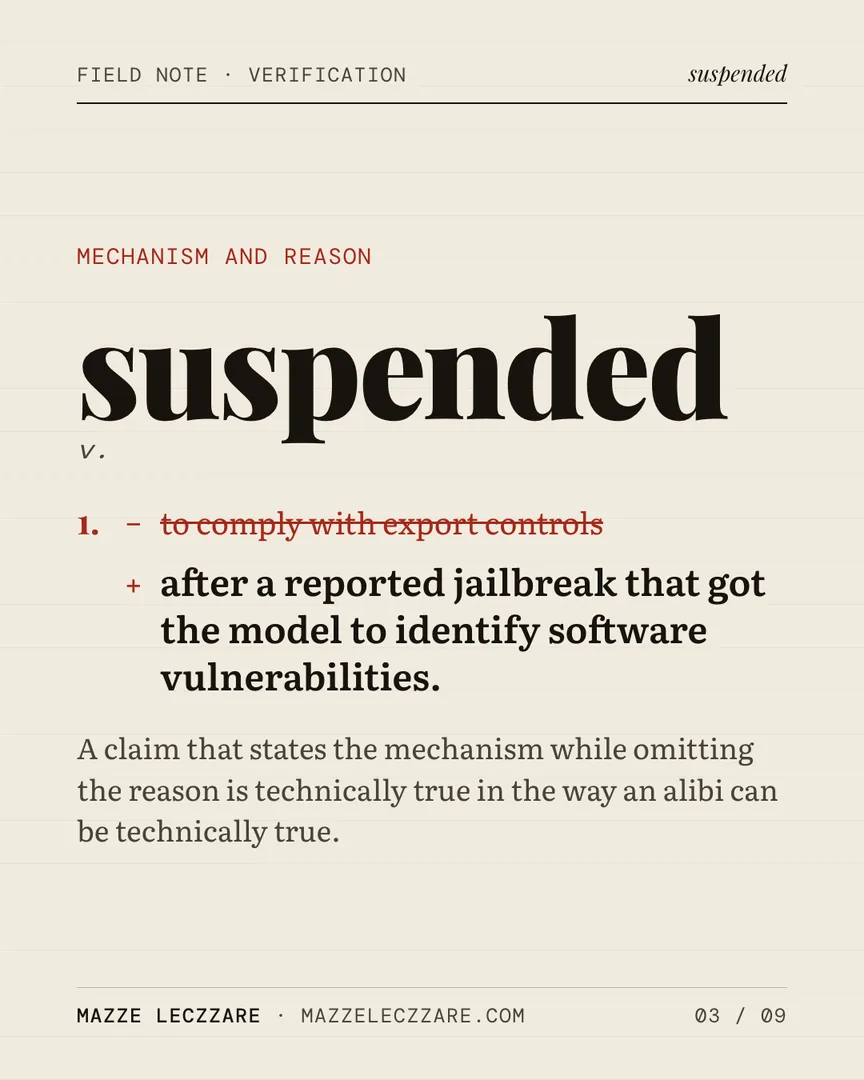 FIELD NOTE · VERIFICATION suspended
MECHANISM AND REASON
suspended
v.
1. − to comply with export controls
+ after a reported jailbreak that got
the model to identify software
vulnerabilities.
A claim that states the mechanism while omitting
the reason is technically true in the way an alibi can
be technically true.
MAZZE LECZZARE · MAZZELECZZARE.COM 03 / 09